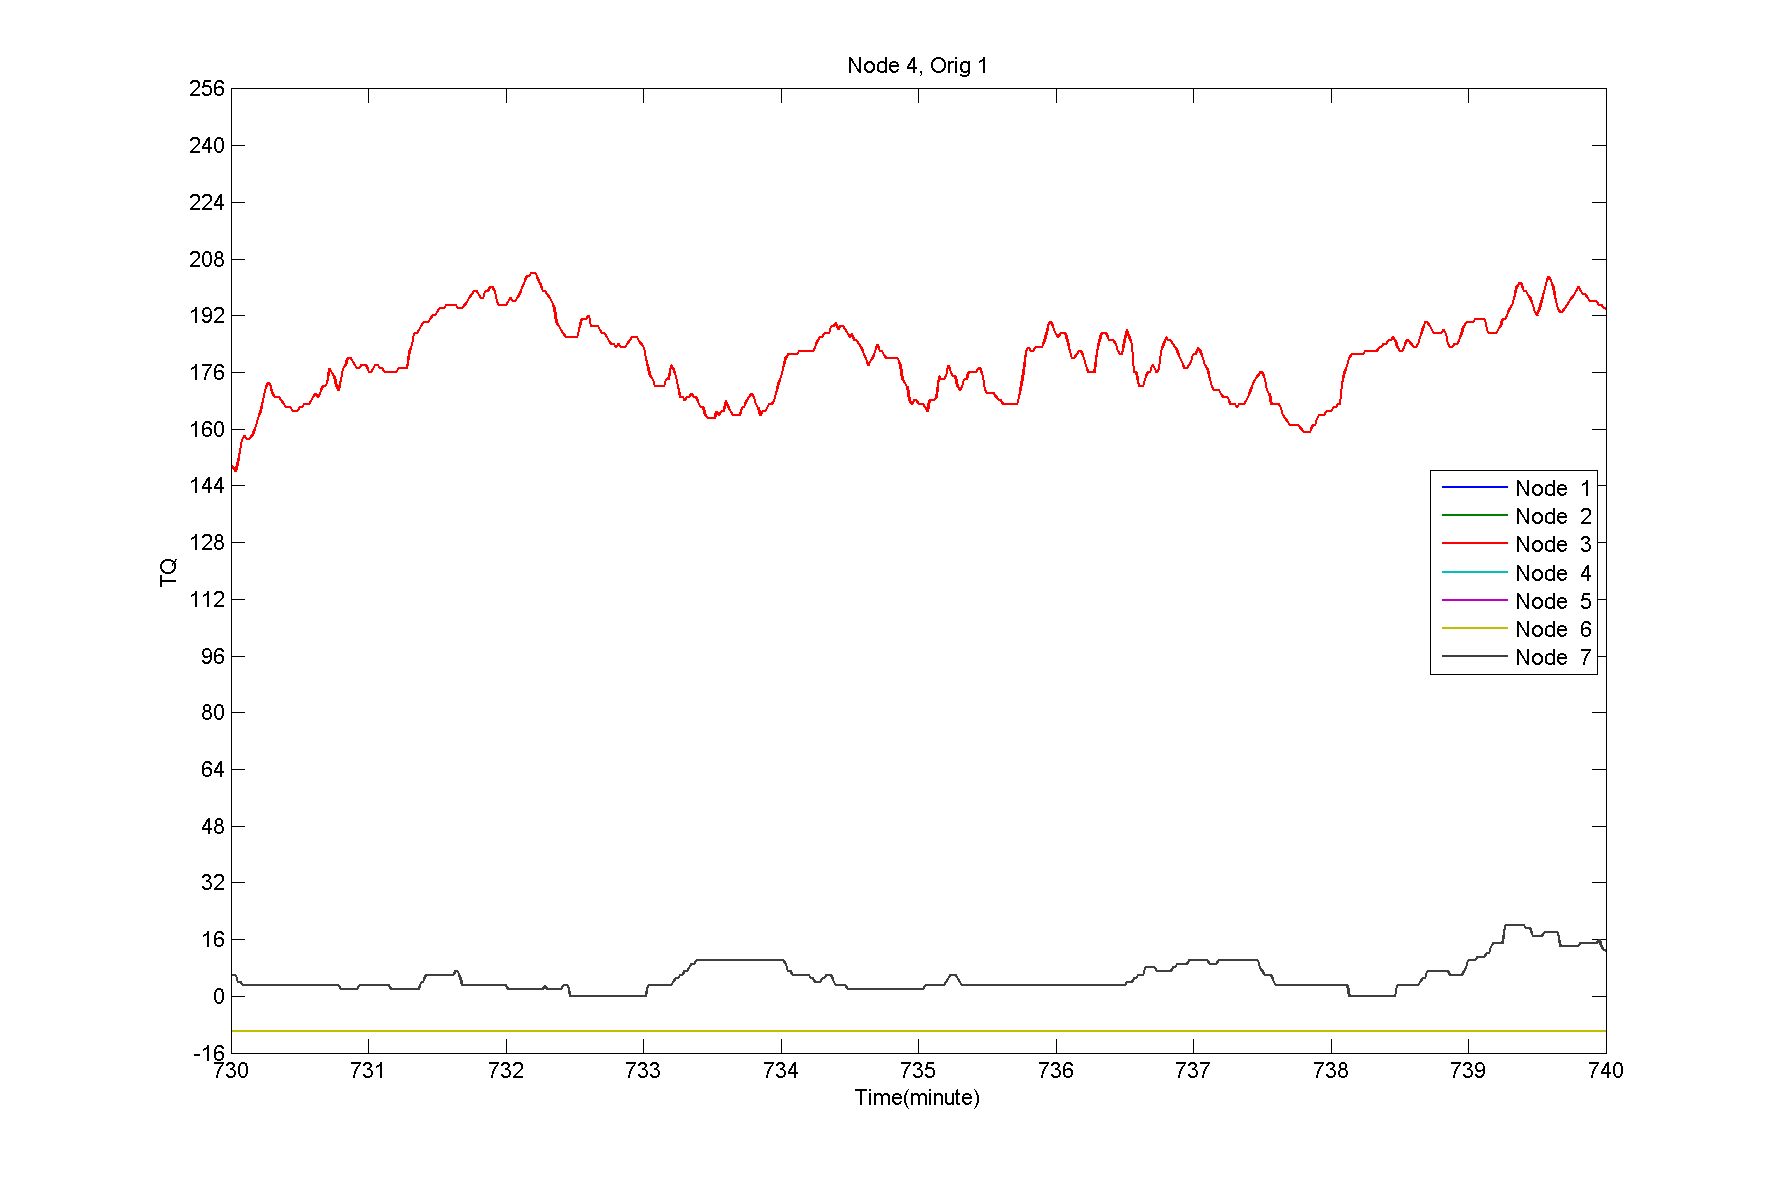 Node 4, Orig 1
256
240
224
208
192
176
160
144
128
112
96
80
64
48
32
16
0
-16
TQ
Node 1
Node 2
Node 3
Node 4
Node 5
Node 6
Node 7
730 731 732 733 734 735 736 737 738 739 740
Time(minute)